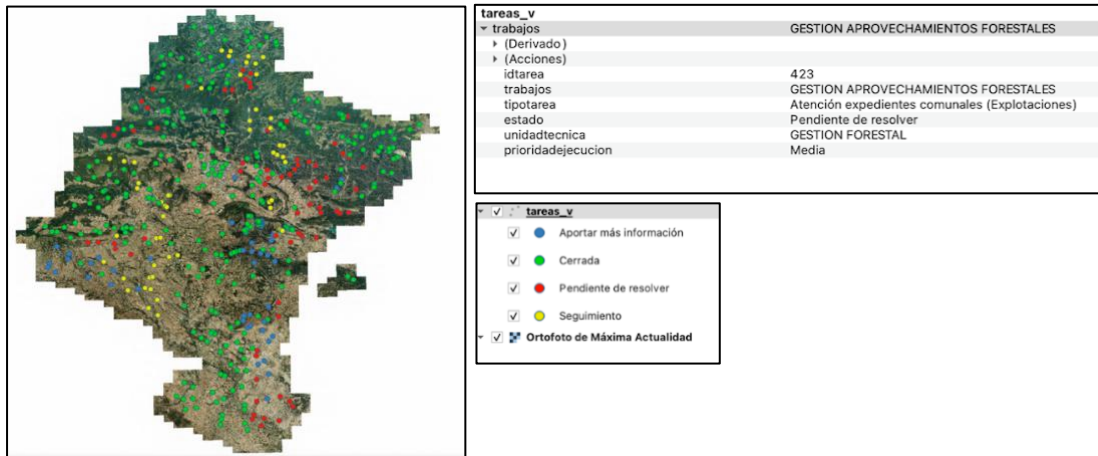 tareas_v
trabajos GESTION APROVECHAMIENTOS FORESTALES
(Derivado)
(Acciones)
idtarea 423
trabajos GESTION APROVECHAMIENTOS FORESTALES
tipotarea Atención expedientes comunales (Explotaciones)
estado Pendiente de resolver
unidadtecnica GESTION FORESTAL
prioridadejecucion Media
tareas_v
Aportar más información
Cerrada
Pendiente de resolver
Seguimiento
Ortofoto de Máxima Actualidad